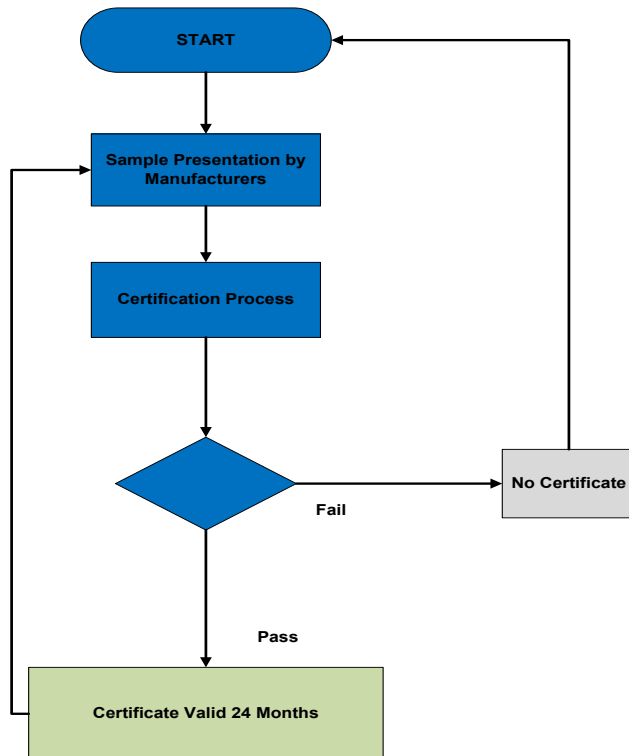 START
Sample Presentation by
Manufacturers
Certification Process
No Certificate
Fail
Pass
Certificate Valid 24 Months